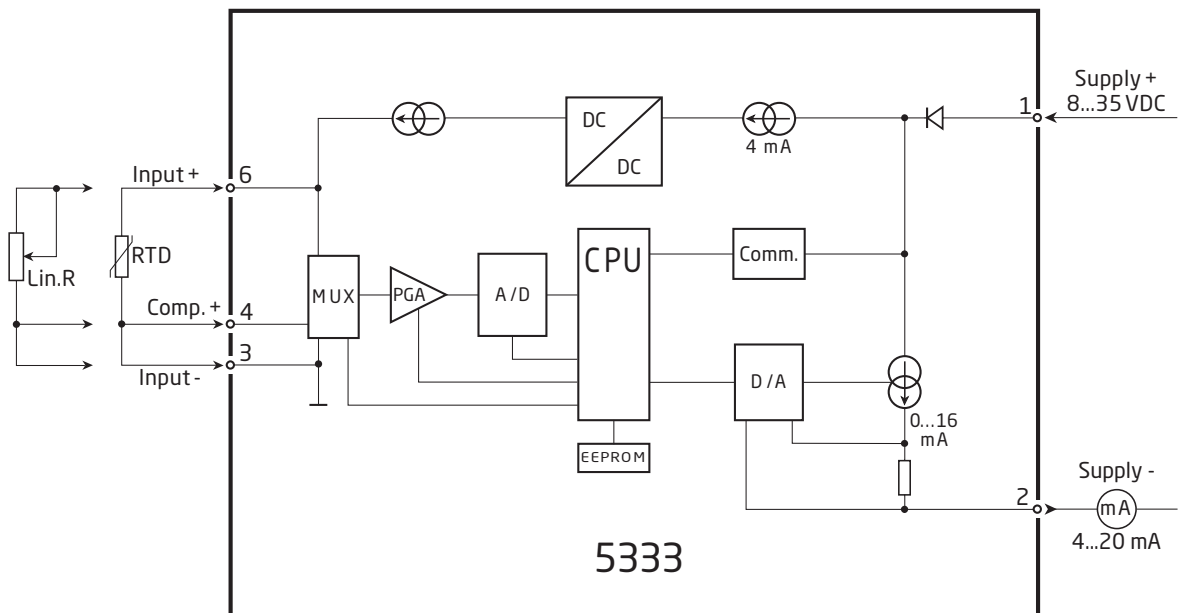 Supply +
8...35 VDC
1
DC
DC
4 mA
Input +
6
RTD
Lin.R
CPU
Comm.
MUX
PGA
A/D
Comp. +
4
3
Input -
D/A
0...16
mA
EEPROM
Supply -
2
mA
4...20 mA
5333